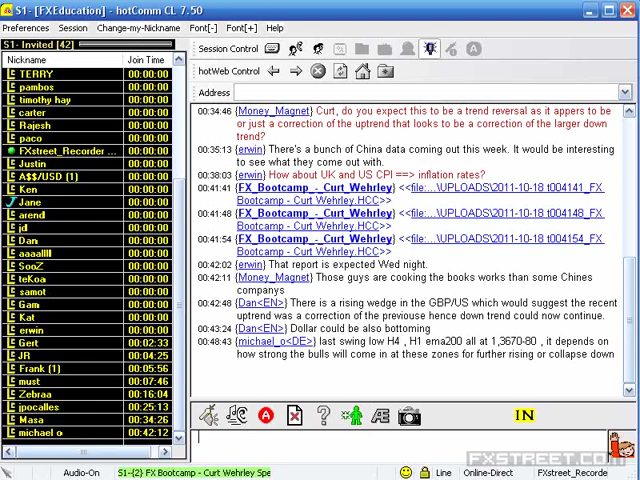 S1- [FXEducation] - hotComm CL 7.50
Preferences Session Change-my-Nickname Font[-] Font[+] Help
S1- Invited [42]
Session Control
Nickname Join Time
hotWeb Control
Address
TERRY 00:00:00
pambos 00:00:00
timothy hay 00:00:00
carter 00:00:00
Rajesh 00:00:00
paco 00:00:00
FXstreet_Recorder ... 00:00:00
Justin 00:00:00
A$$/USD (1) 00:00:00
Ken 00:00:00
Jane 00:00:00
arend 00:00:00
jd 00:00:00
Dan 00:00:00
aaaallll 00:00:00
SooZ 00:00:00
teKoa 00:00:00
samot 00:00:00
Gam 00:00:00
Kat 00:00:00
erwin 00:00:00
Gert 00:02:33
JR 00:04:25
Frank (1) 00:05:56
must 00:07:46
Zebraa 00:16:04
jpocalles 00:25:13
Masa 00:34:26
michael o 00:42:12
00:34:46 {Money_Magnet} Curt, do you expect this to be a trend reversal as it appers to be
or just a correction of the uptrend that looks to be a correction of the larger down
trend?
00:35:13 {erwin} There's a bunch of China data coming out this week. It would be interesting
to see what they come out with.
00:38:03 {erwin} How about UK and US CPI ==> inflation rates?
00:41:41 {FX_Bootcamp_-_Curt_Wehrley} <<file:...\UPLOADS\2011-10-18 t004141_FX
Bootcamp - Curt Wehrley.HCC>>
00:41:48 {FX_Bootcamp_-_Curt_Wehrley} <<file:...\UPLOADS\2011-10-18 t004148_FX
Bootcamp - Curt Wehrley.HCC>>
00:41:54 {FX_Bootcamp_-_Curt_Wehrley} <<file:...\UPLOADS\2011-10-18 t004154_FX
Bootcamp - Curt Wehrley.HCC>>
00:42:02 {erwin} That report is expected Wed night.
00:42:11 {Money_Magnet} Those guys are cooking the books works than some Chines
companys
00:42:48 {Dan<EN>} There is a rising wedge in the GBP/US which would suggest the recent
uptrend was a correction of the previouse hence down trend could now continue.
00:43:24 {Dan<EN>} Dollar could be also bottoming
00:48:43 {michael_o<DE>} last swing low H4 , H1 ema200 all at 1,3670-80 , it depends on
how strong the bulls will come in at these zones for further rising or collapse down
IN
FXSTREET.COM
Audio-On S1-{2} FX Bootcamp - Curt Wehrley Spe Line Online-Direct FXstreet_Recorde